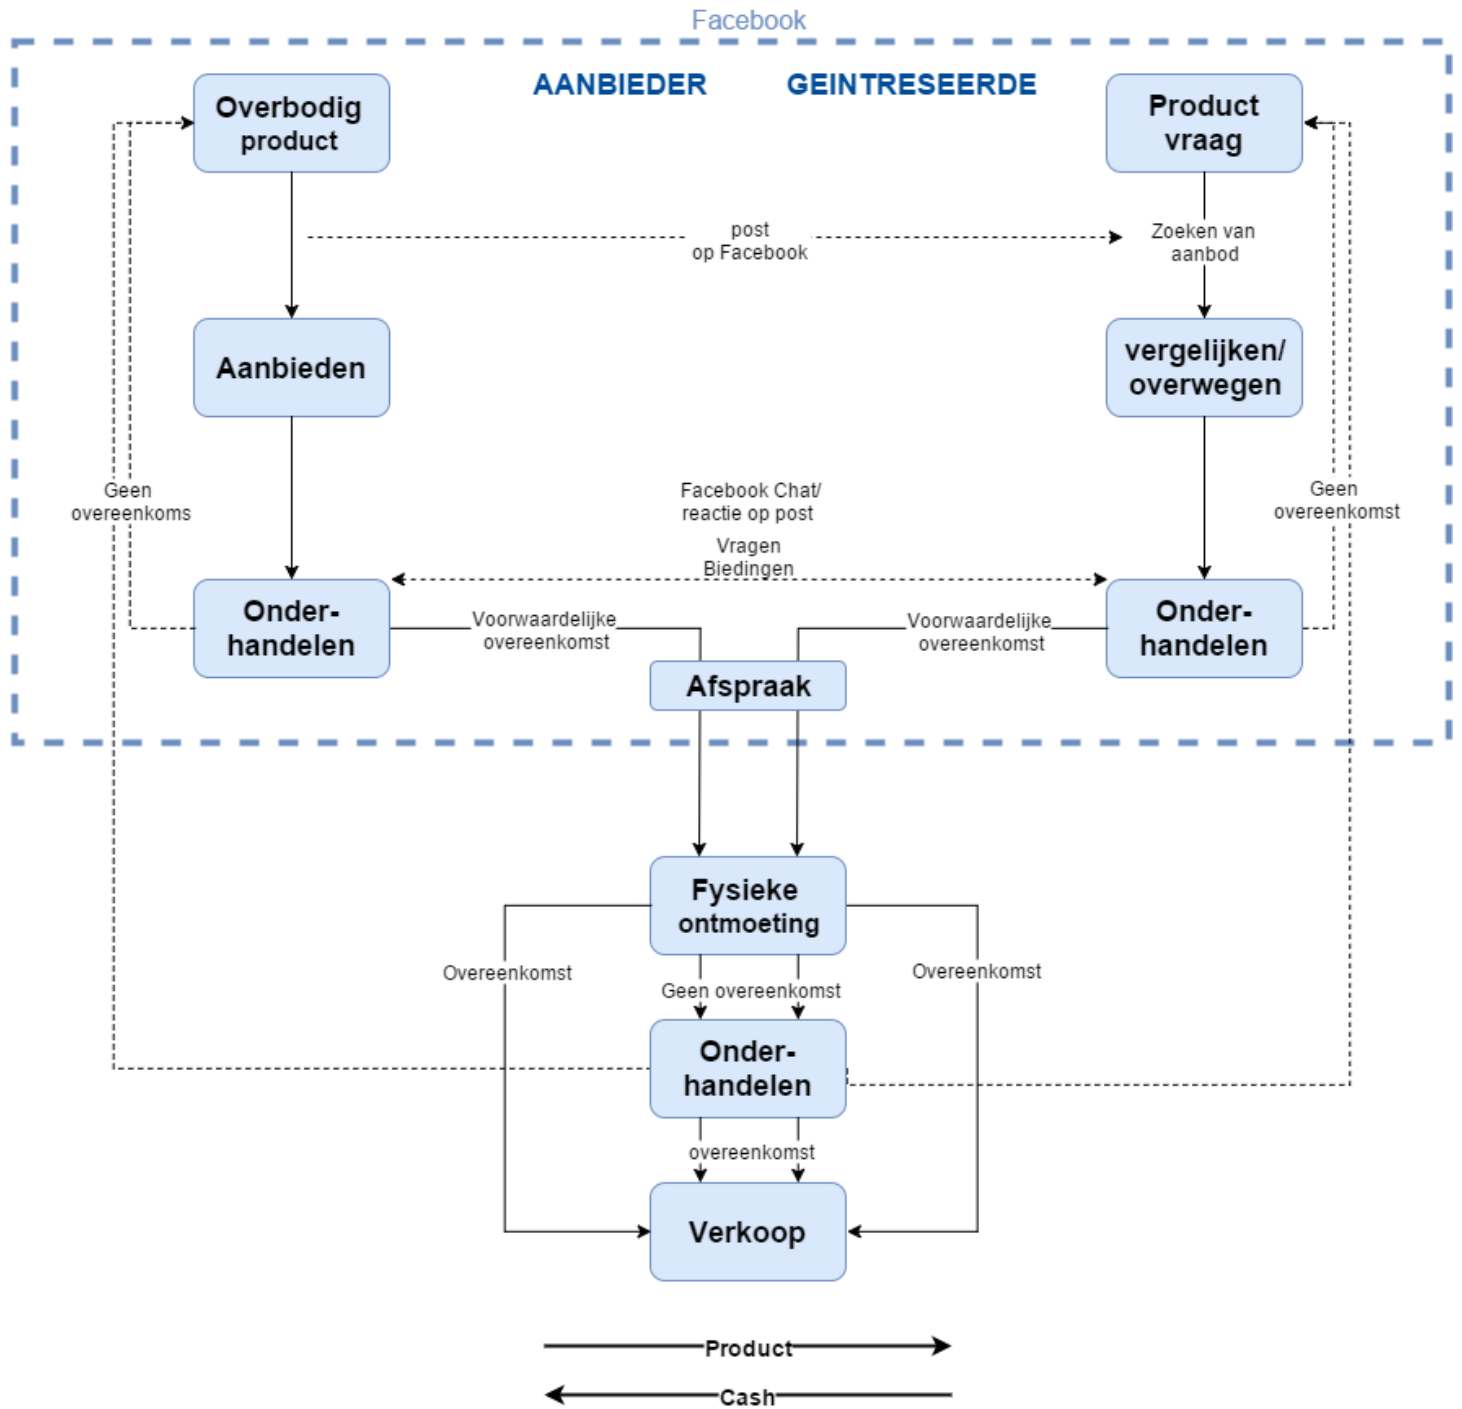 Facebook
AANBIEDER
GEINTRESEERDE
Overbodig
product
Product
vraag
post
op Facebook
Zoeken van
aanbod
Aanbieden
vergelijken/
overwegen
Geen
overeenkoms
Facebook Chat/
reactie op post
Vragen
Biedingen
Geen
overeenkomst
Onder-
handelen
Voorwaardelijke
overeenkomst
Voorwaardelijke
overeenkomst
Onder-
handelen
Afspraak
Fysieke
ontmoeting
Overeenkomst
Geen overeenkomst
Overeenkomst
Onder-
handelen
overeenkomst
Verkoop
Product
Cash